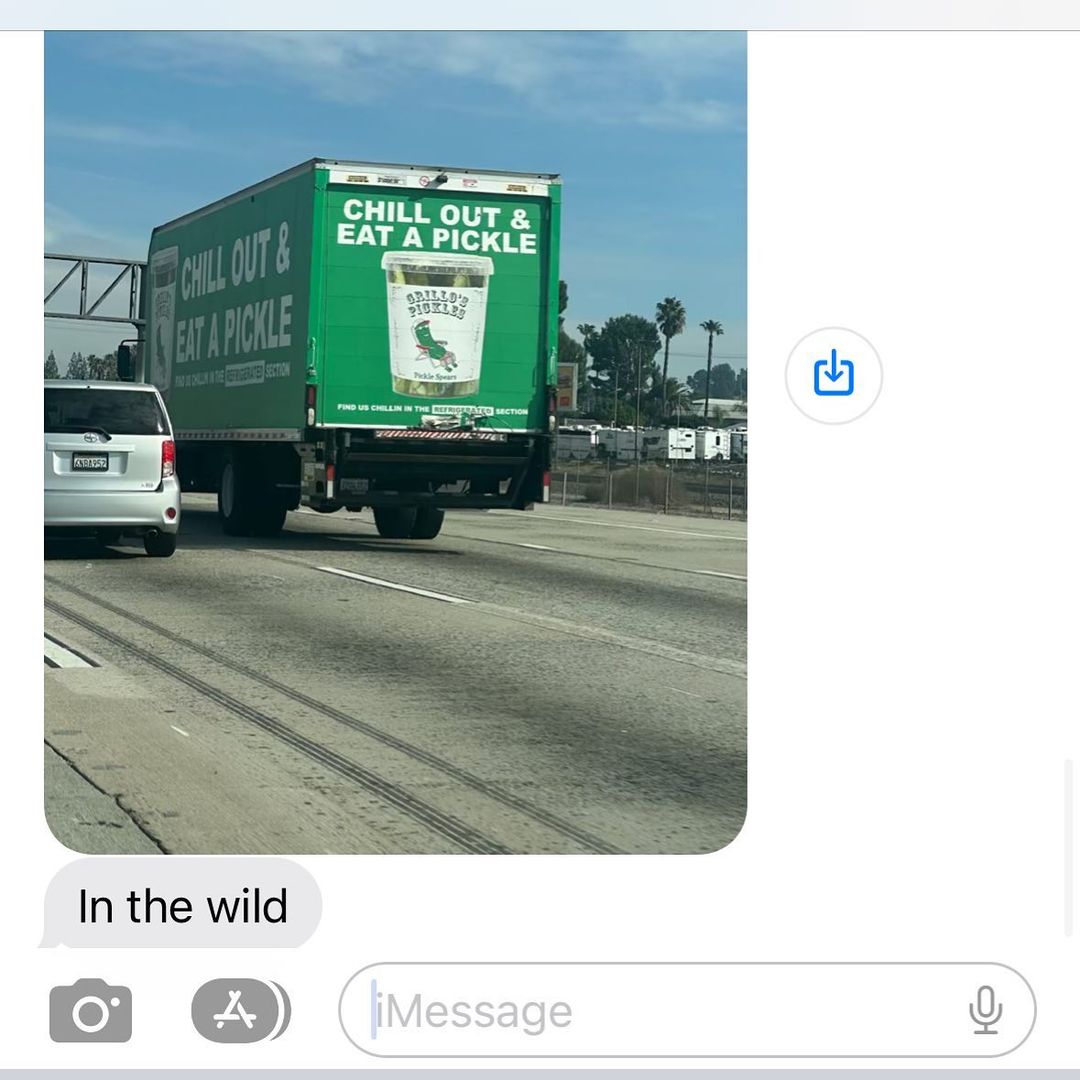 CHILL OUT &
EAT A PICKLE
GRILLO'S
PICKLES
Pickle Spears
FIND US CHILLIN IN THE REFRIGERATED SECTION
CHILL OUT &
EAT A PICKLE
FIND US CHILLIN IN THE REFRIGERATED SECTION
In the wild
iMessage